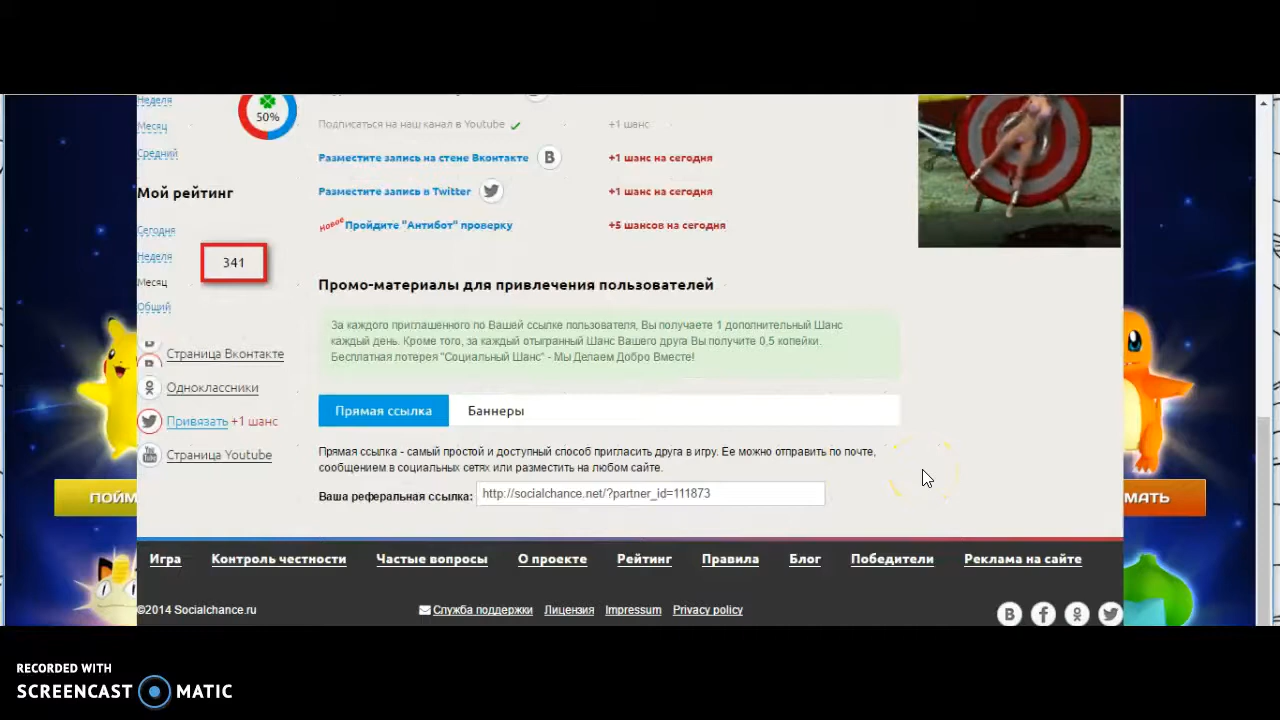 Неделя
Месяц
Средний
50%
Мой рейтинг
Сегодня
Неделя
Месяц
Общий
341
Страница Вконтакте
Одноклассники
Привязать +1 шанс
Страница Youtube
Подписаться на наш канал в Youtube +1 шанс
Разместите запись на стене Вконтакте В +1 шанс на сегодня
Разместите запись в Twitter +1 шанс на сегодня
новое Пройдите "Антибот" проверку +5 шансов на сегодня
Промо-материалы для привлечения пользователей
За каждого приглашенного по Вашей ссылке пользователя, Вы получаете 1 дополнительный Шанс
каждый день. Кроме того, за каждый отыгранный Шанс Вашего друга Вы получите 0,5 копейки.
Бесплатная лотерея "Социальный Шанс" - Мы Делаем Добро Вместе!
Прямая ссылка Баннеры
Прямая ссылка - самый простой и доступный способ пригласить друга в игру. Ее можно отправить по почте,
сообщением в социальных сетях или разместить на любом сайте.
Ваша реферальная ссылка: http://socialchance.net/?partner_id=111873
ПОЙМ
МАТЬ
Игра Контроль честности Частые вопросы О проекте Рейтинг Правила Блог Победители Реклама на сайте
©2014 Socialchance.ru Служба поддержки Лицензия Impressum Privacy policy
RECORDED WITH
SCREENCAST MATIC